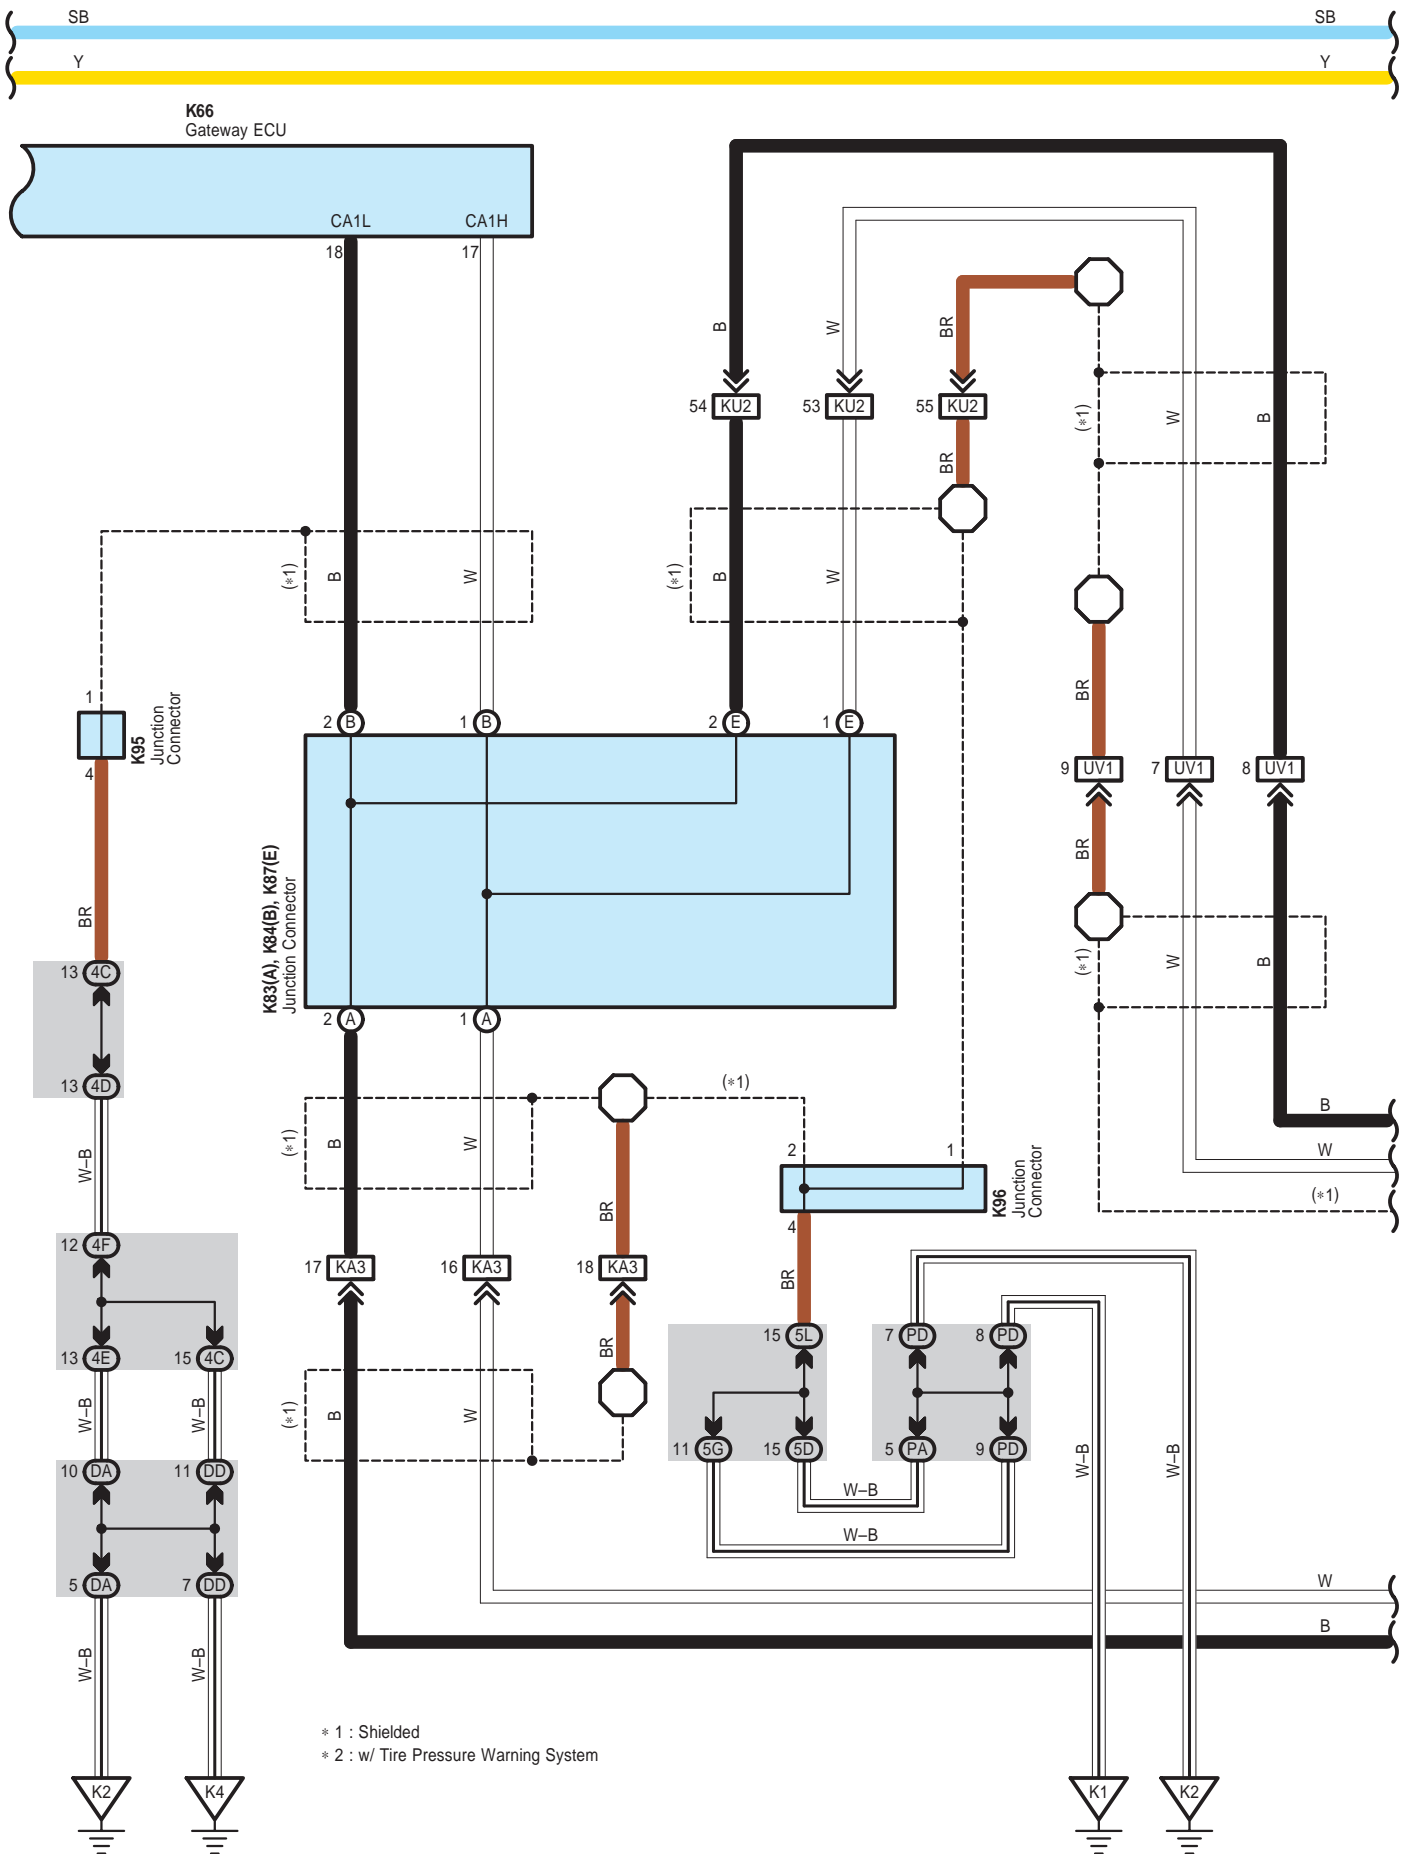 SB SB
Y Y
K66
Gateway ECU
CA1L CA1H
18 17
B W BR
54 KU2 53 KU2 55 KU2
(*1) W B
BR
(*1) B W (*1) B W
1
K95
Junction
Connector
4
2 B 1 B 2 E 1 E
BR
9 UV1 7 UV1 8 UV1
BR
K83(A), K84(B), K87(E)
Junction Connector
BR
(*1) W B
13 4C
2 A 1 A
13 4D
(*1)
B
W–B (*1) B W
2 1
W
K96
Junction
Connector
(*1)
4
BR
12 4F
17 KA3 16 KA3 18 KA3
BR
15 5L 7 PD 8 PD
BR
13 4E 15 4C
W–B W–B (*1) B W
11 5G 15 5D 5 PA 9 PD
10 DA 11 DD
W–B W–B
W–B
W–B
5 DA 7 DD
W
B
W–B W–B
* 1 : Shielded
* 2 : w/ Tire Pressure Warning System
K2 K4 K1 K2